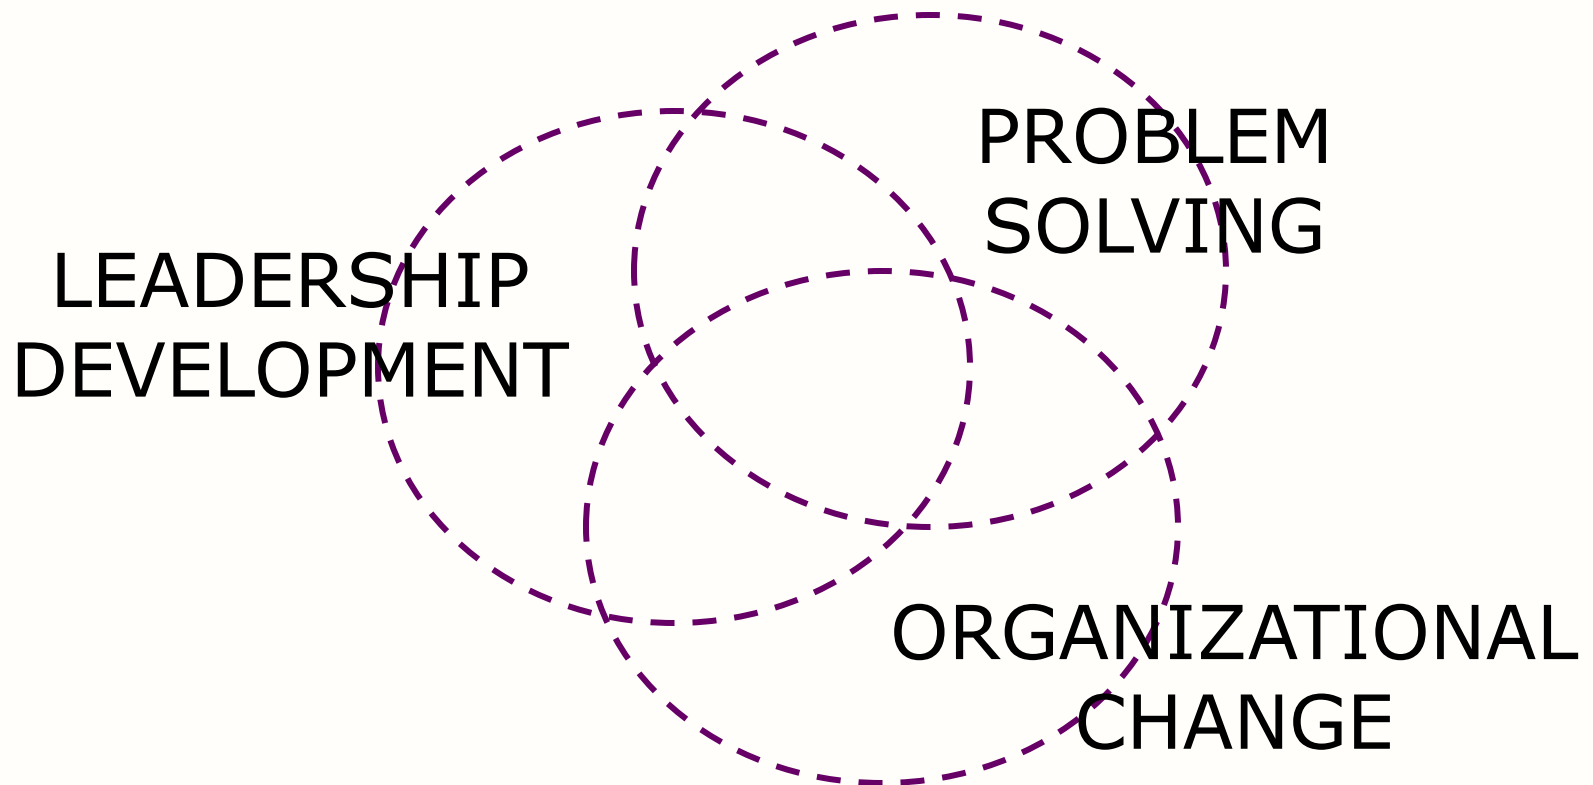 LEADERSHIP
DEVELOPMENT
PROBLEM
SOLVING
ORGANIZATIONAL
CHANGE